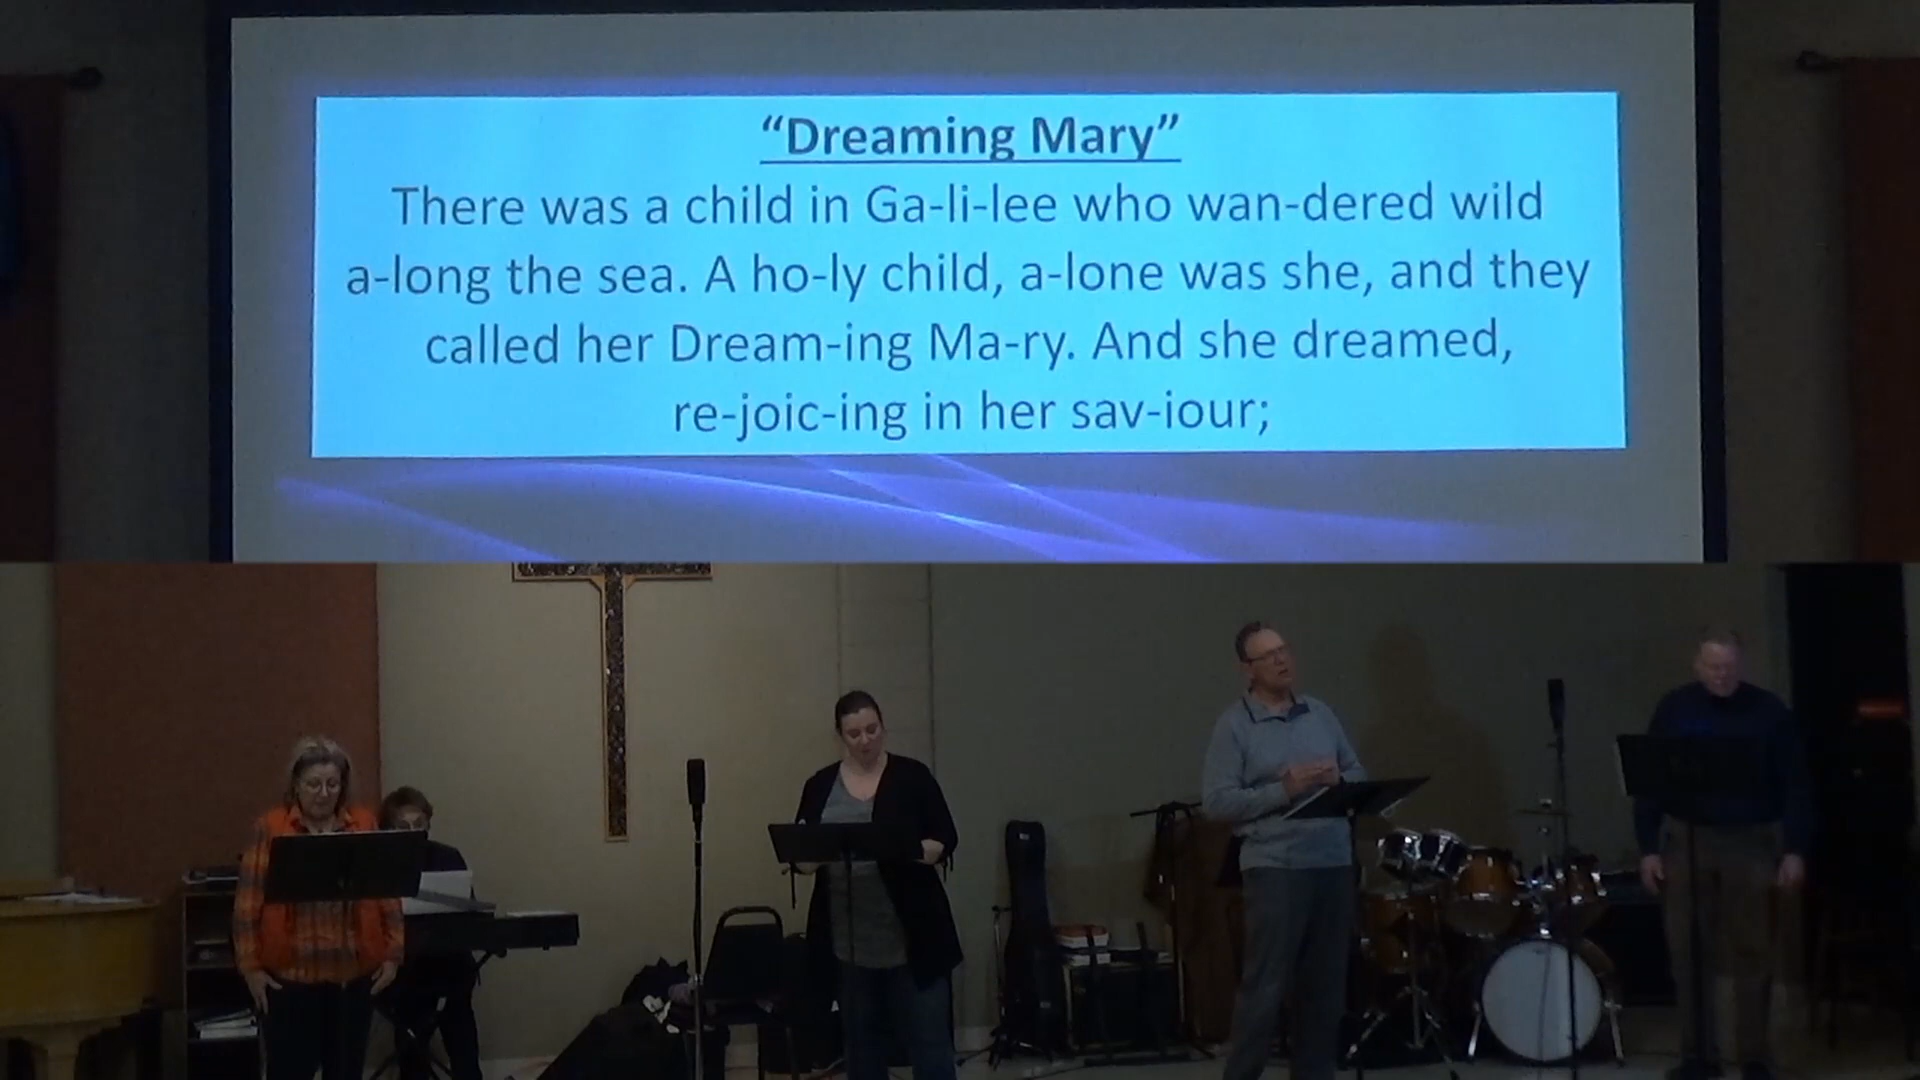 “Dreaming Mary”
There was a child in Ga-li-lee who wan-dered wild
a-long the sea. A ho-ly child, a-lone was she, and they
called her Dream-ing Ma-ry. And she dreamed,
re-joic-ing in her sav-iour;